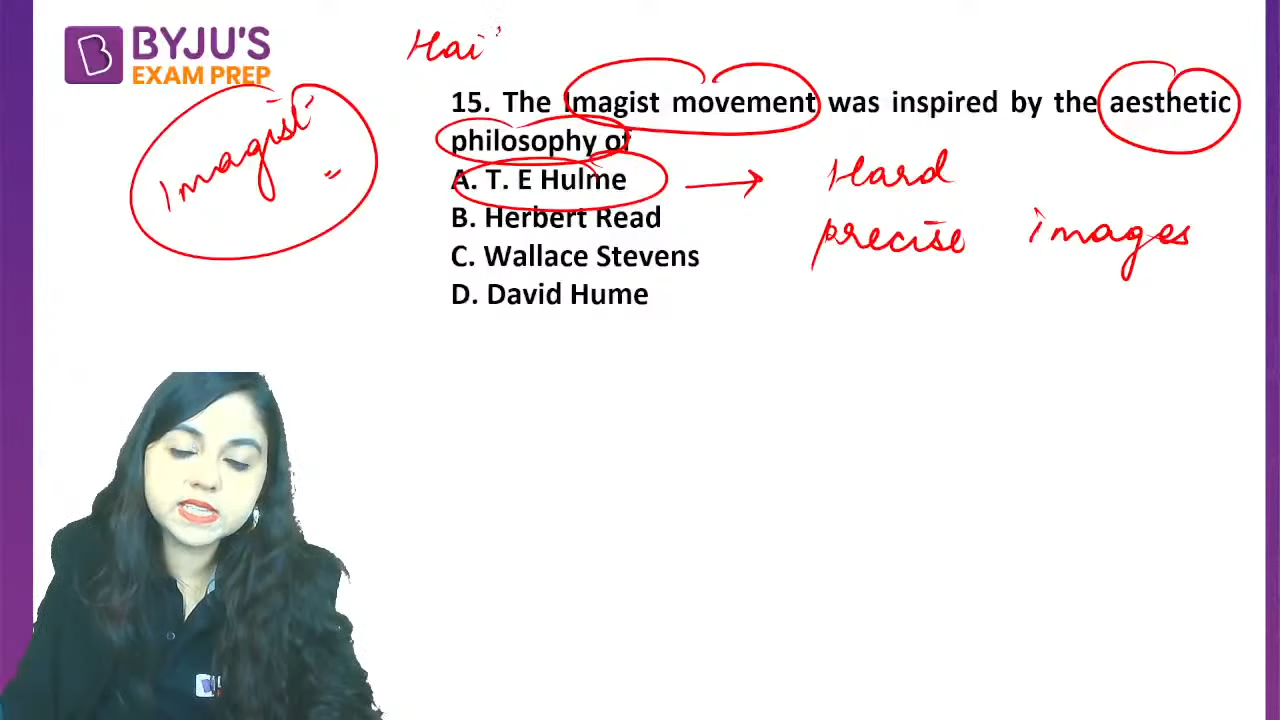 BYJU'S
EXAM PREP
Hai
Imagist
15. The Imagist movement was inspired by the aesthetic
philosophy of
A. T. E Hulme
B. Herbert Read
C. Wallace Stevens
D. David Hume
Hard
precise images